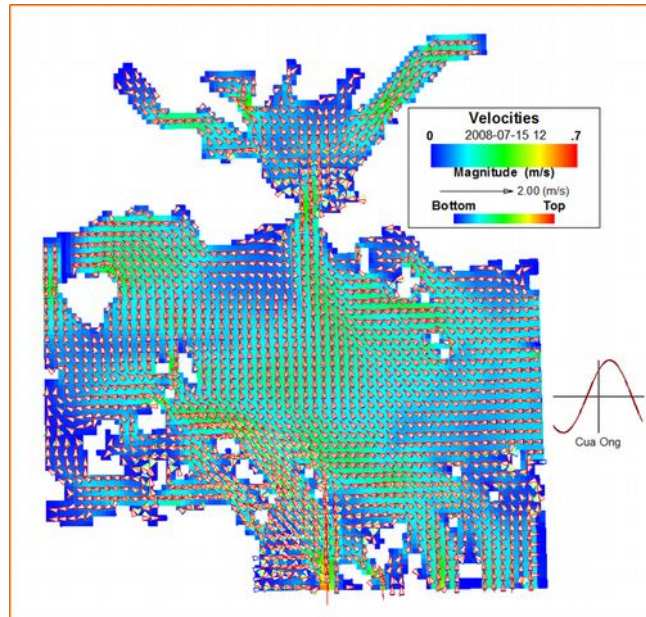 Velocities
0 2008-07-15 12 .7
Magnitude (m/s)
2.00 (m/s)
Bottom Top
Cua Ong